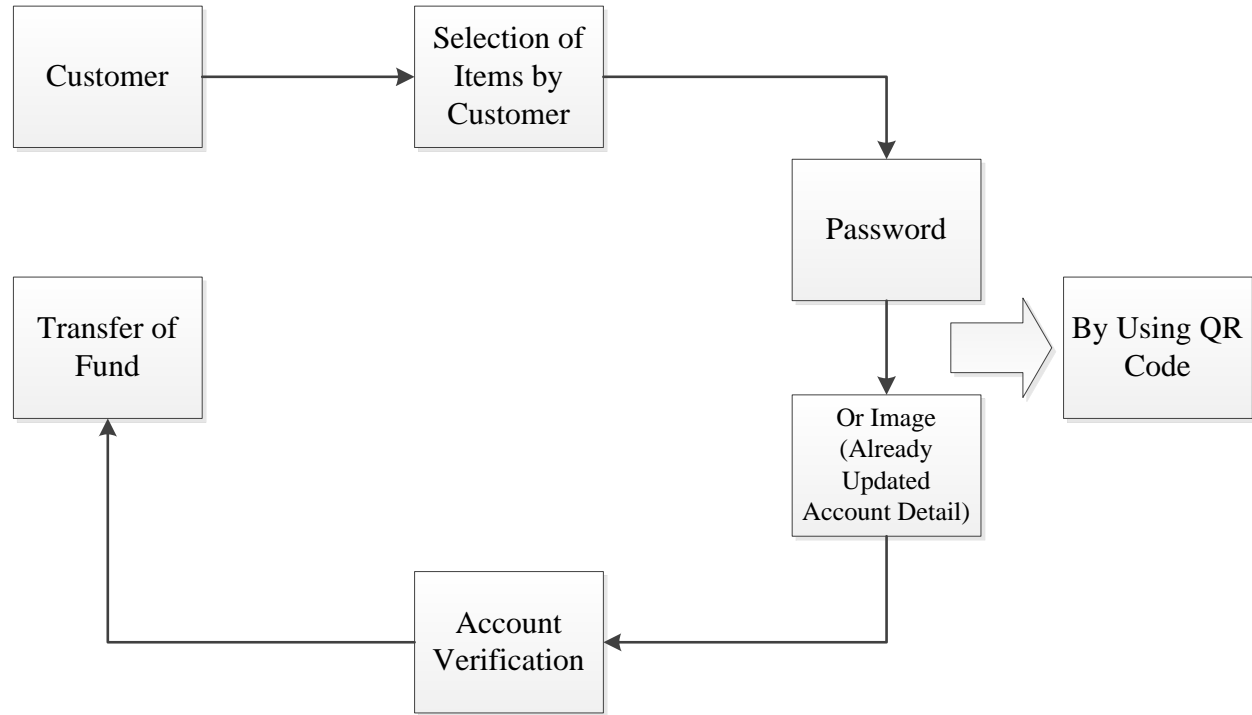 Customer
Selection of
Items by
Customer
Password
Transfer of
Fund
By Using QR
Code
Or Image
(Already
Updated
Account Detail)
Account
Verification